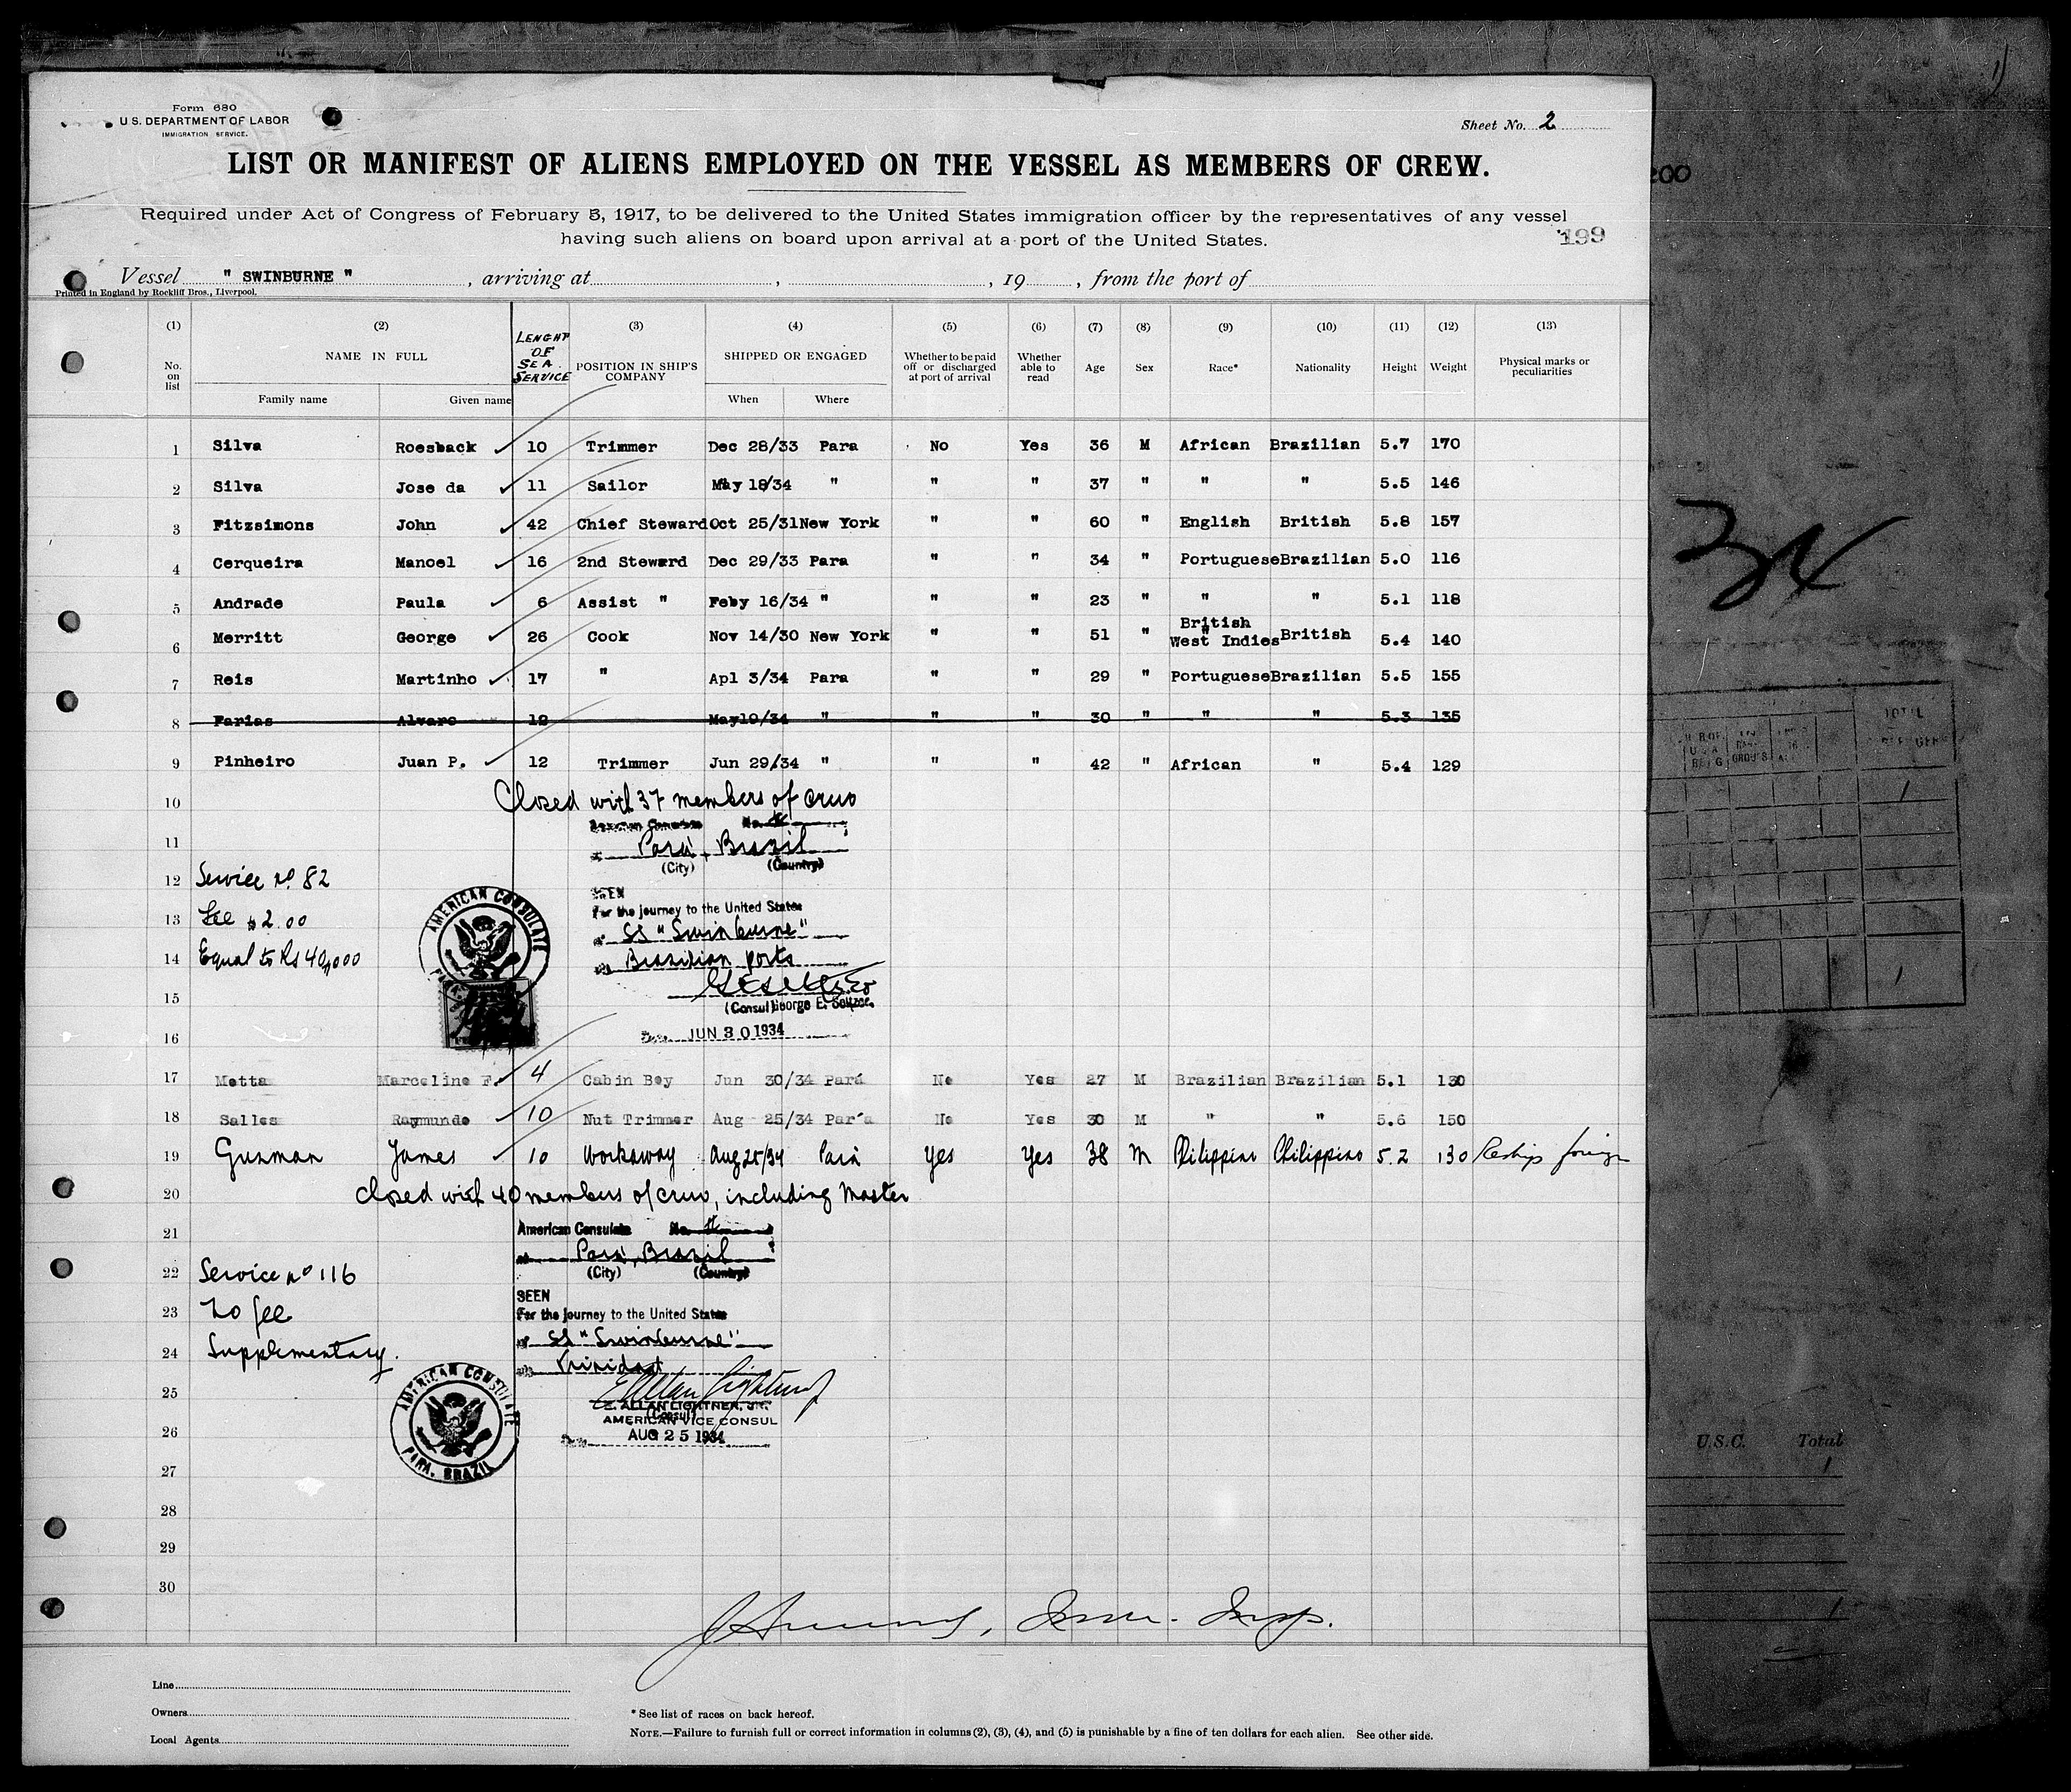 Form 680
U.S. DEPARTMENT OF LABOR
IMMIGRATION SERVICE.
Sheet No. 2
LIST OR MANIFEST OF ALIENS EMPLOYED ON THE VESSEL AS MEMBERS OF CREW.
Required under Act of Congress of February 5, 1917, to be delivered to the United States immigration officer by the representatives of any vessel
having such aliens on board upon arrival at a port of the United States.
199
200
Vessel " SWINBURNE " , arriving at , , 19 , from the port of
Printed in England by Rockliff Bros., Liverpool.
(1) (2) (3) (4) (5) (6) (7) (8) (9) (10) (11) (12) (13)
No. on list NAME IN FULL LENGHT OF SEA SERVICE POSITION IN SHIP'S COMPANY SHIPPED OR ENGAGED Whether to be paid off or discharged at port of arrival Whether able to read Age Sex Race* Nationality Height Weight Physical marks or peculiarities
Family name Given name When Where
1 Silva Roesback 10 Trimmer Dec 28/33 Para No Yes 36 M African Brazilian 5.7 170
2 Silva Jose da 11 Sailor May 18/34 " " " 37 " " " 5.5 146
3 Fitzsimons John 42 Chief Steward Oct 25/31 New York " " 60 " English British 5.8 157
4 Cerqueira Manoel 16 2nd Steward Dec 29/33 Para " " 34 " Portuguese Brazilian 5.0 116
5 Andrade Paula 6 Assist " Feby 16/34 " " " 23 " " " 5.1 118
6 Merritt George 26 Cook Nov 14/30 New York " " 51 " British West Indies British 5.4 140
7 Reis Martinho 17 " Apl 3/34 Para " " 29 " Portuguese Brazilian 5.5 155
8 Farias Alvaro 12 May 19/34 " " " 30 " " " 5.3 135
9 Pinheiro Juan P. 12 Trimmer Jun 29/34 " " " 42 " African " 5.4 129
10 Closed with 37 members of crew
American Consulate No.
11 Pará, Brazil
(City) (Country)
12 Service No. 82
SEEN
13 Fee $2.00
For the journey to the United States
SS "Swinburne"
14 Equal to Rs 40,000
Brazilian ports
15
(Consul George E. Seltzer.
16 JUN 30 1934
AMERICAN CONSULATE
17 Motta Marceline F. 4 Cabin Boy Jun 30/34 Pará No Yes 27 M Brazilian Brazilian 5.1 130
18 Salles Raymundo 10 Nut Trimmer Aug 25/34 Par´a No Yes 30 M " " 5.6 150
19 Guzman James 10 Workaway Aug 25/34 Pará Yes Yes 38 M Philippino Philippino 5.2 130 Reships foreign
20 Closed with 40 members of crew, including Master
21 American Consulate No.
Pará, Brazil
22 Service no 116
(City) (Country)
SEEN
23 No fee
For the journey to the United States
SS "Swinburne"
24 Supplimentary.
Trinidad
25 E. Allan Lightner Jr
E. ALLAN LIGHTNER, JR.
(Consul)
AMERICAN VICE CONSUL
26 AUG 25 1934
AMERICAN CONSULATE
PARA, BRAZIL
27
28
29
30
Imm. Insp.
Line
Owners
Local Agents
* See list of races on back hereof.
NOTE.—Failure to furnish full or correct information in columns (2), (3), (4), and (5) is punishable by a fine of ten dollars for each alien. See other side.
34
TOTAL
1
1
U.S.C. Total
1
1